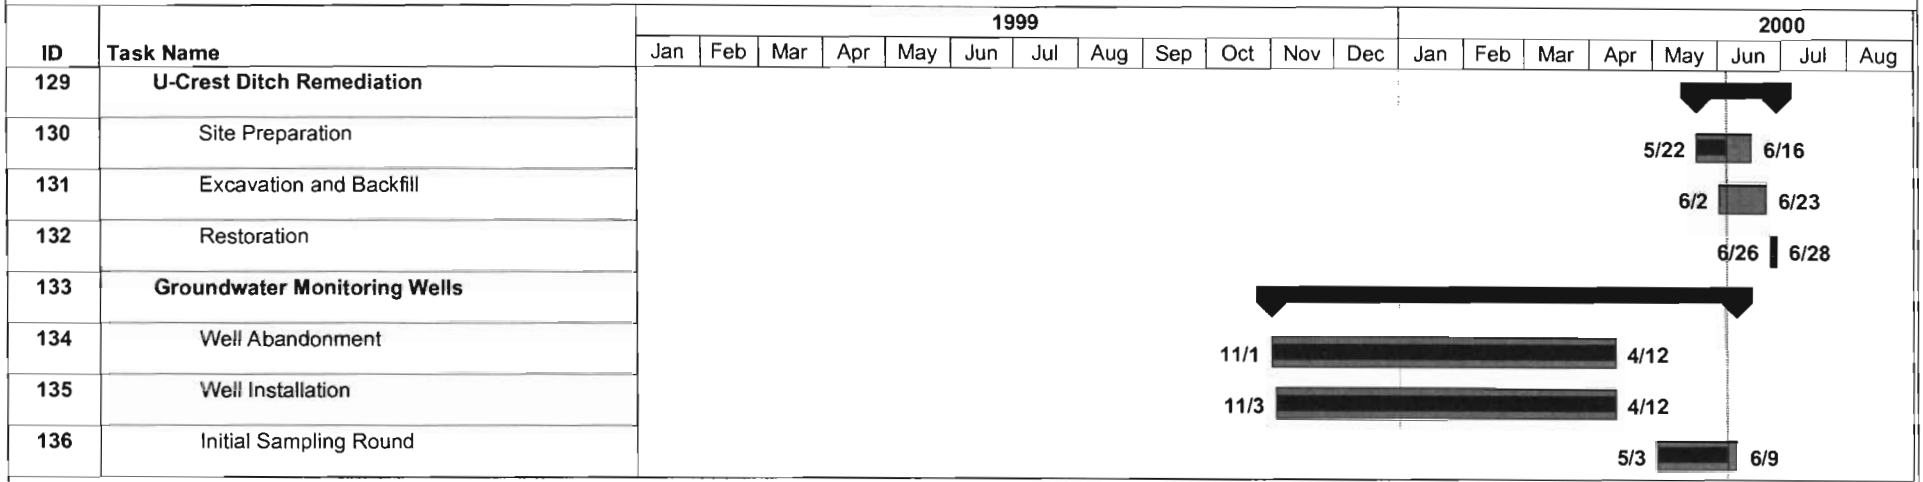 1999 2000
ID Task Name Jan Feb Mar Apr May Jun Jul Aug Sep Oct Nov Dec Jan Feb Mar Apr May Jun Jul Aug
129 U-Crest Ditch Remediation
130 Site Preparation 5/22 6/16
131 Excavation and Backfill 6/2 6/23
132 Restoration 6/26 6/28
133 Groundwater Monitoring Wells
134 Well Abandonment 11/1 4/12
135 Well Installation 11/3 4/12
136 Initial Sampling Round 5/3 6/9